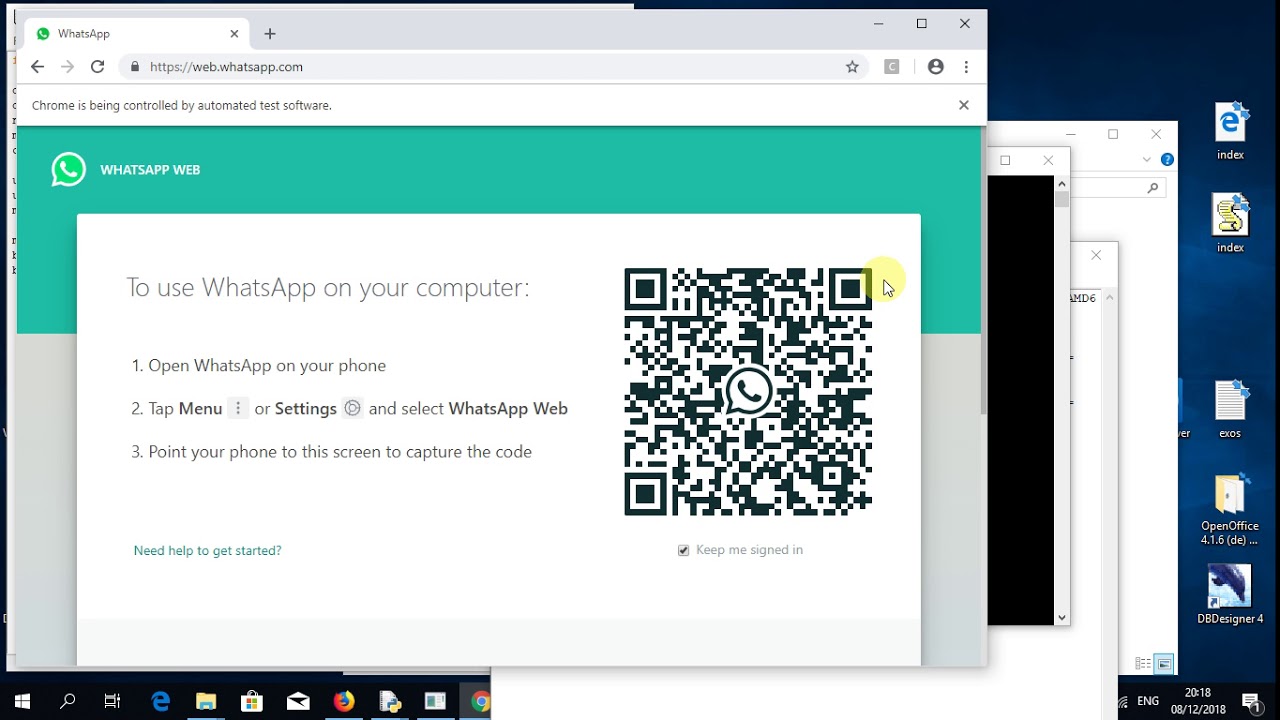 WhatsApp
https://web.whatsapp.com
Chrome is being controlled by automated test software.
WHATSAPP WEB
To use WhatsApp on your computer:
1. Open WhatsApp on your phone
2. Tap Menu or Settings and select WhatsApp Web
3. Point your phone to this screen to capture the code
Need help to get started?
Keep me signed in
AMD6
index
index
ver
exos
OpenOffice
4.1.6 (de) ...
DBDesigner 4
ENG
20:18
08/12/2018
1